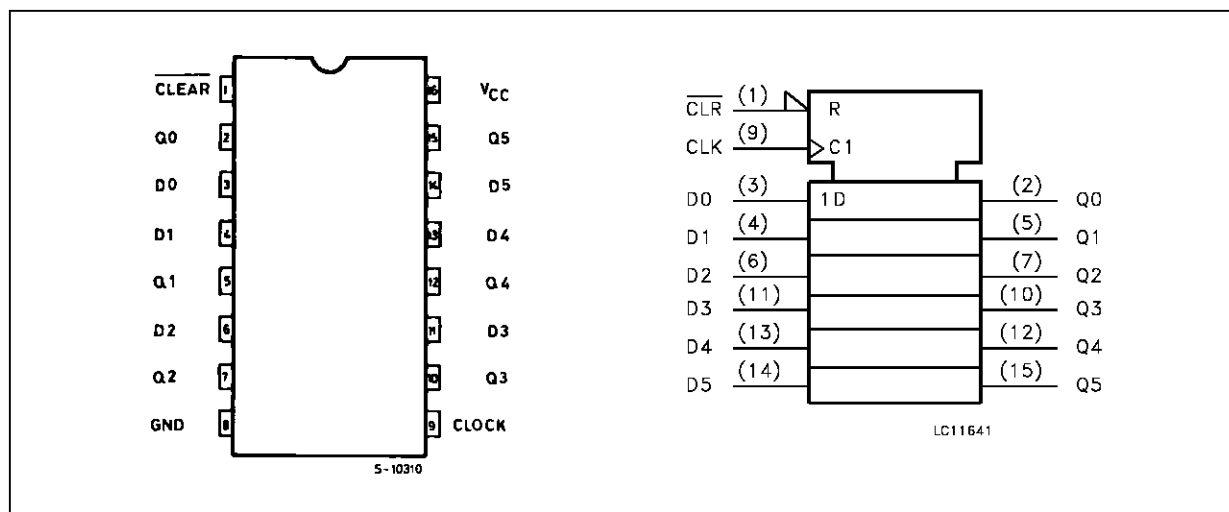 CLEAR 1 16 VCC
Q0 2 15 Q5
D0 3 14 D5
D1 4 13 D4
Q1 5 12 Q4
D2 6 11 D3
Q2 7 10 Q3
GND 8 9 CLOCK
S-10310
CLR (1) R
CLK (9) C1
D0 (3) 1D (2) Q0
D1 (4) (5) Q1
D2 (6) (7) Q2
D3 (11) (10) Q3
D4 (13) (12) Q4
D5 (14) (15) Q5
LC11641